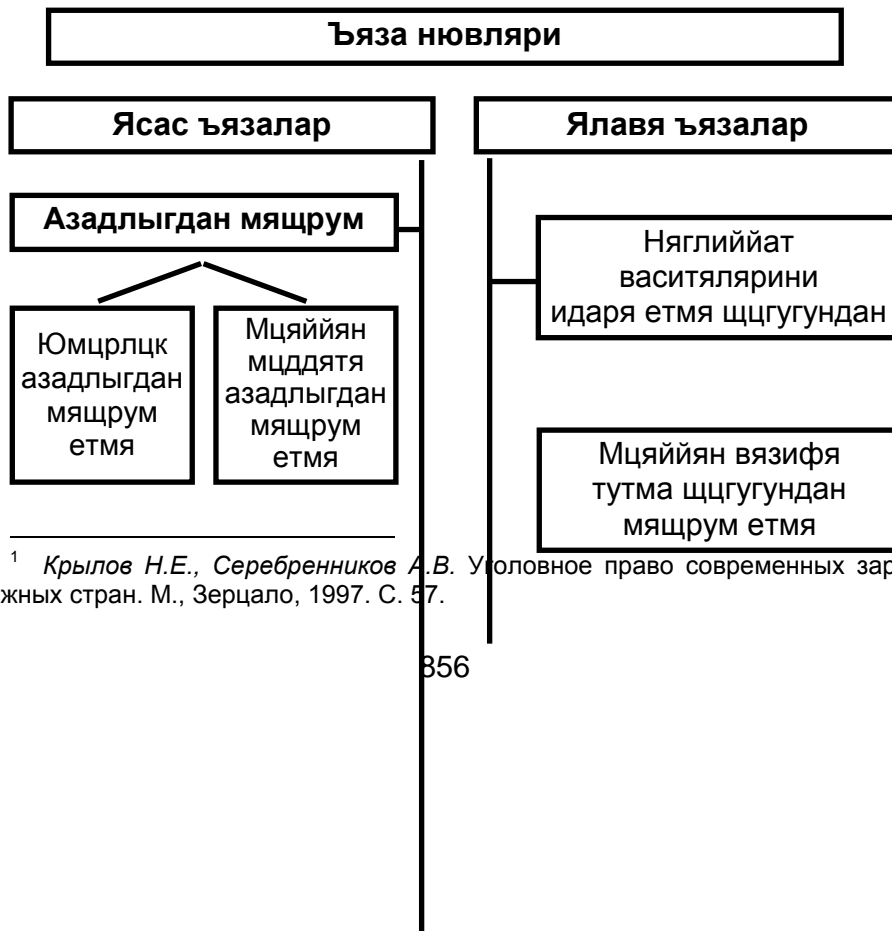 Ъяза нювляри
Ясас ъязалар
Ялавя ъязалар
Азадлыгдан мящрум
Юмцрлцк
азадлыгдан
мящрум
етмя
Мцяййян
мцддятя
азадлыгдан
мящрум
етмя
Няглиййат
васитялярини
идаря етмя щцгугундан
Мцяййян вязифя
тутма щцгугундан
мящрум етмя
1 Крылов Н.Е., Серебренников А.В. Уголовное право современных зар
жных стран. М., Зерцало, 1997. С. 57.
856